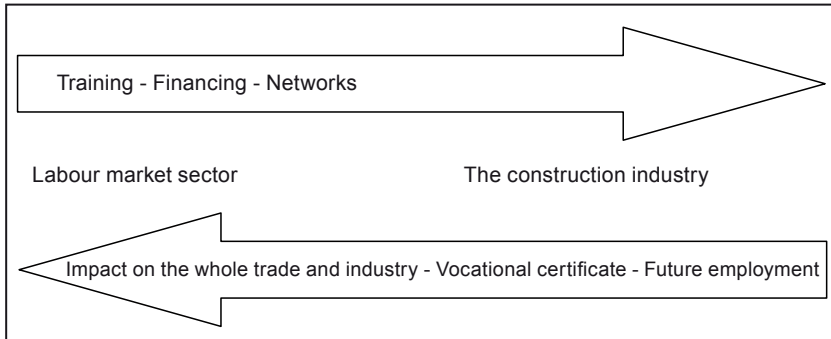 Training - Financing - Networks
Labour market sector
The construction industry
Impact on the whole trade and industry - Vocational certificate - Future employment